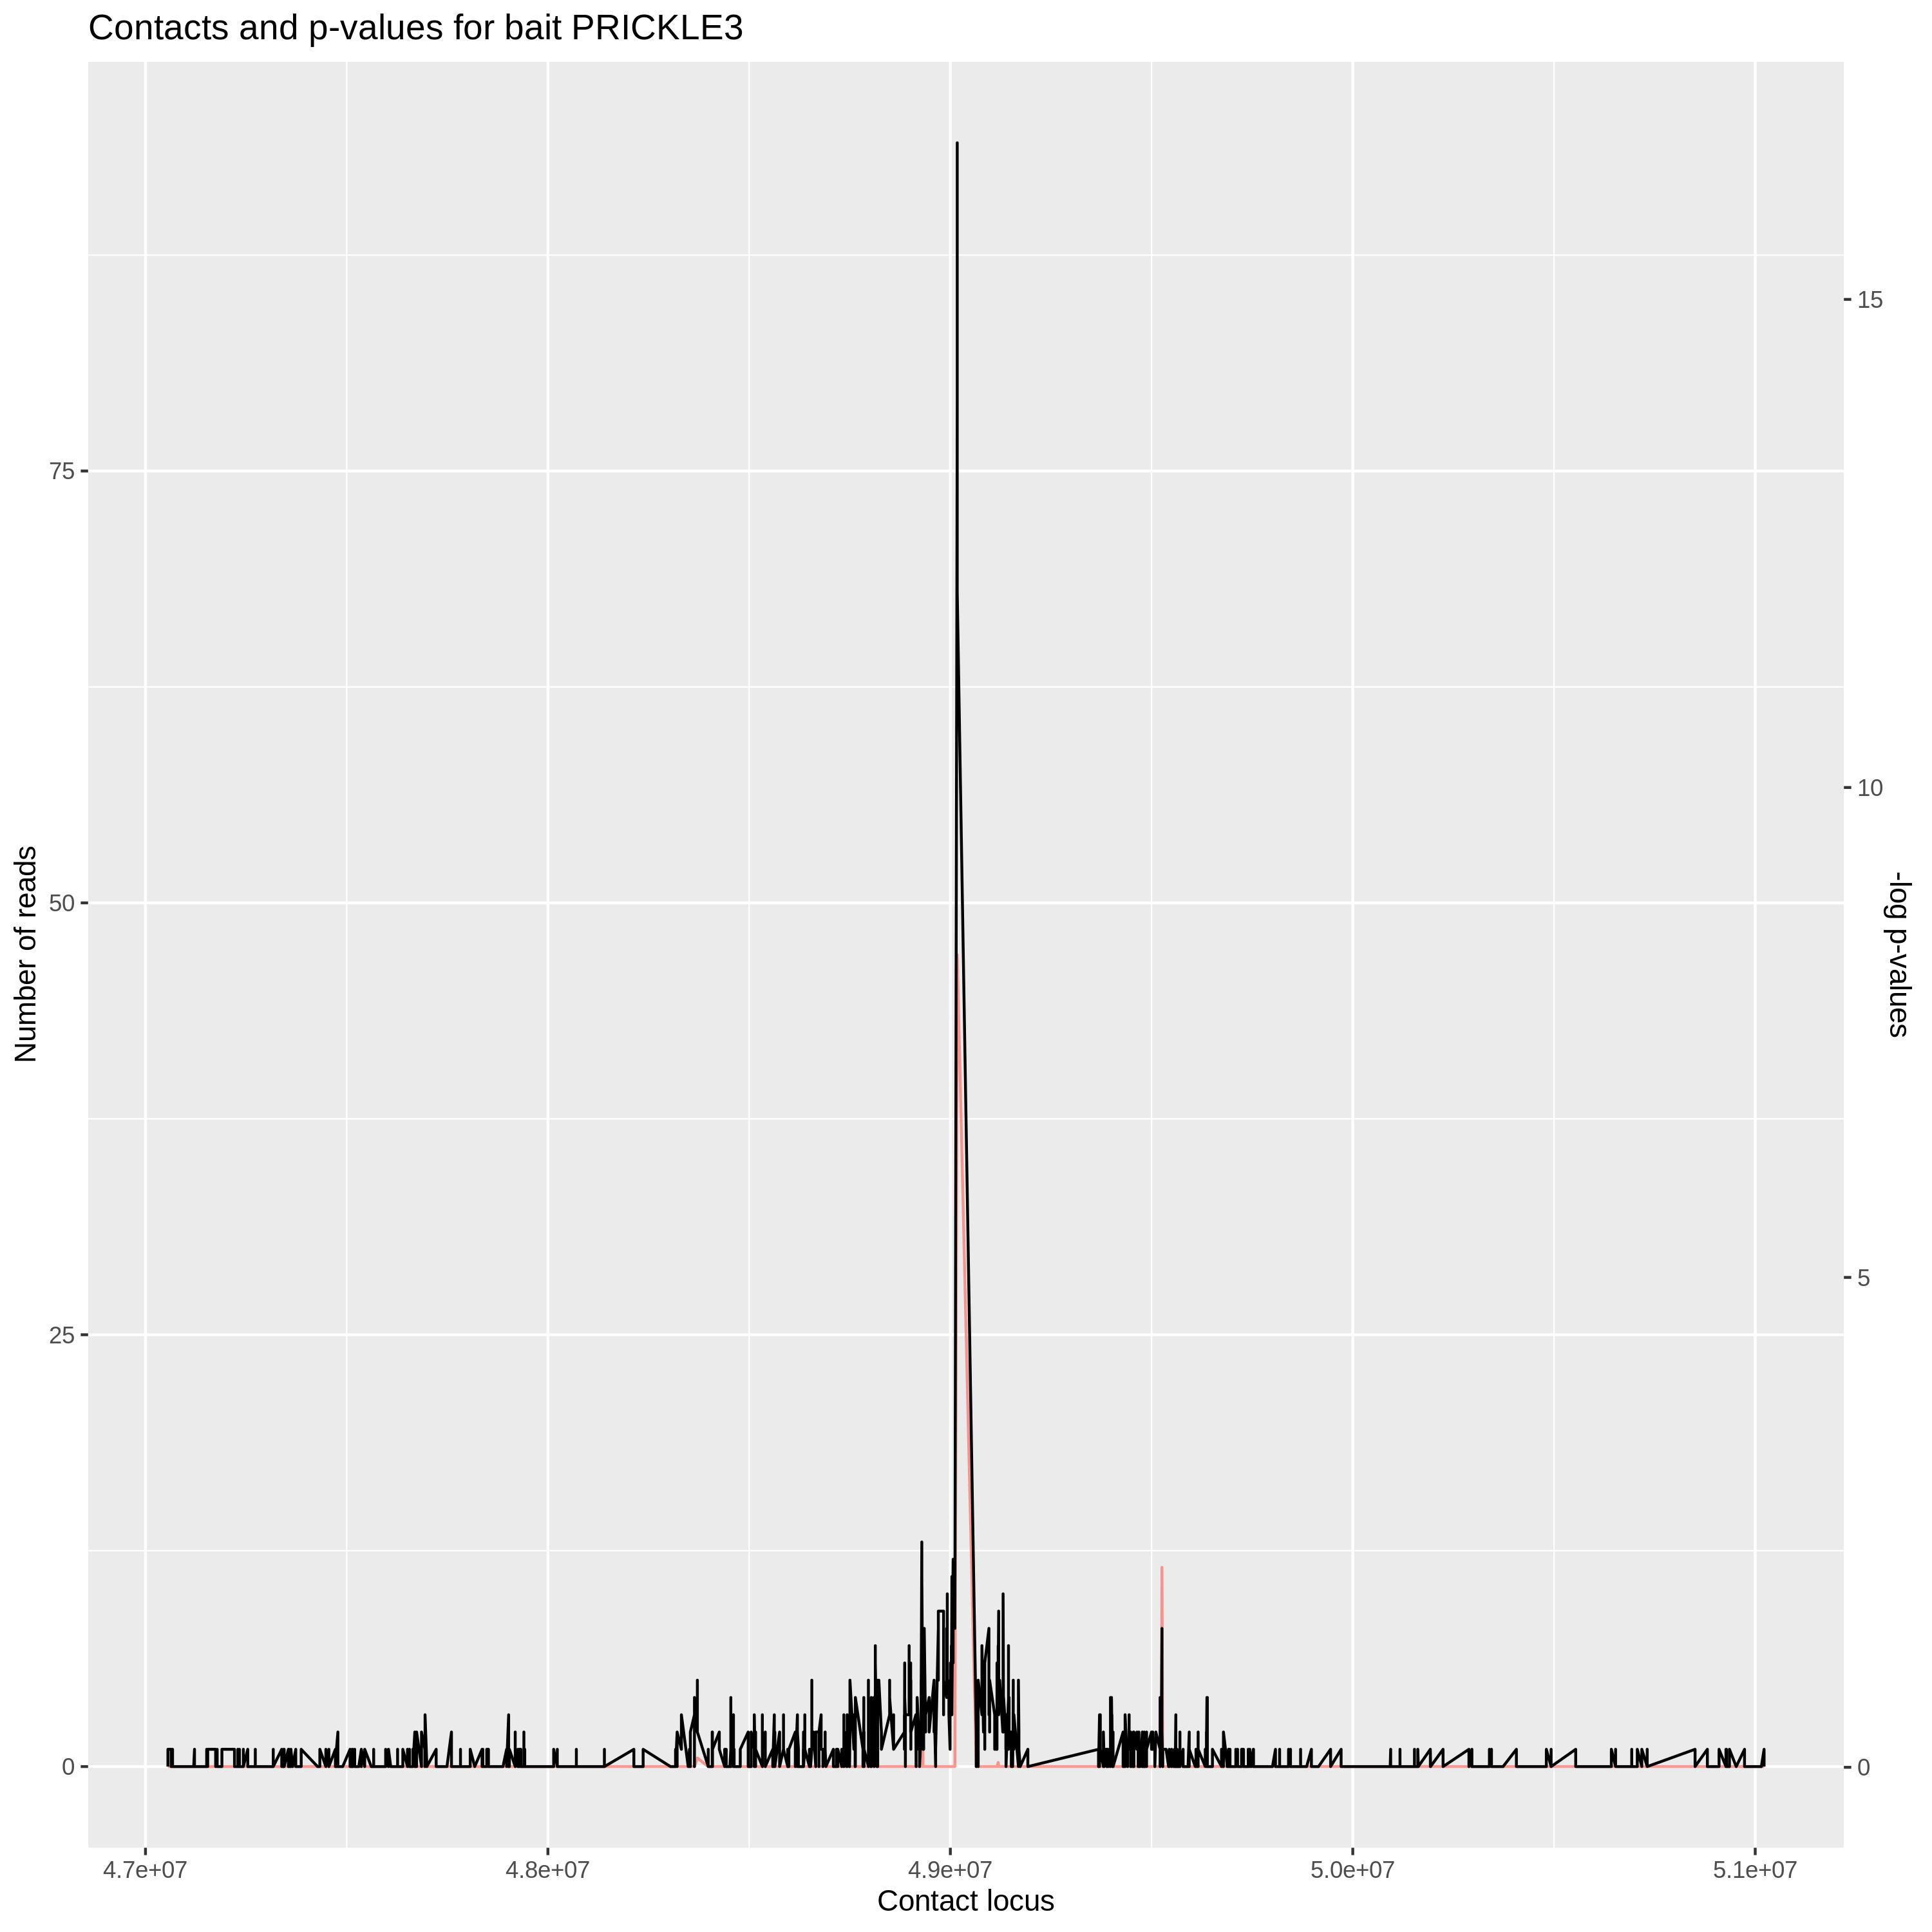 Contacts and p-values for bait PRICKLE3
Number of reads
75
50
25
0
15
10
5
0
-log p-values
4.7e+07 4.8e+07 4.9e+07 5.0e+07 5.1e+07
Contact locus